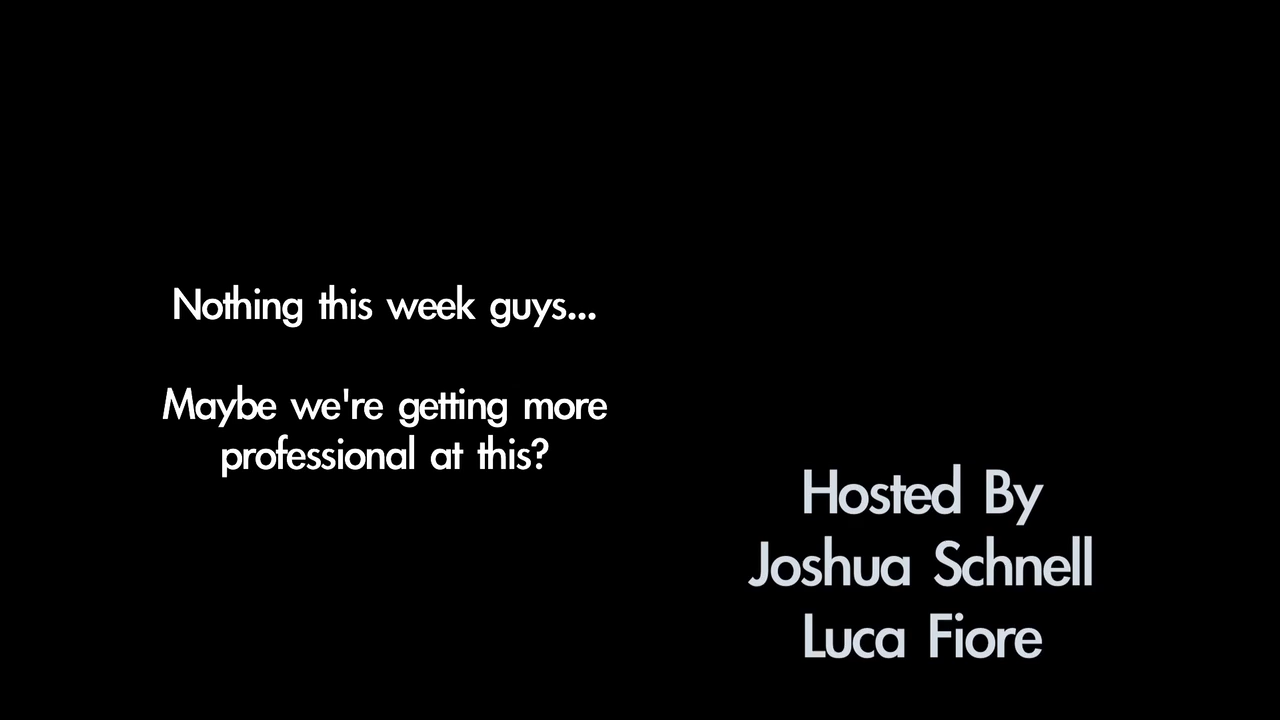 Nothing this week guys...
Maybe we're getting more
professional at this?
Hosted By
Joshua Schnell
Luca Fiore